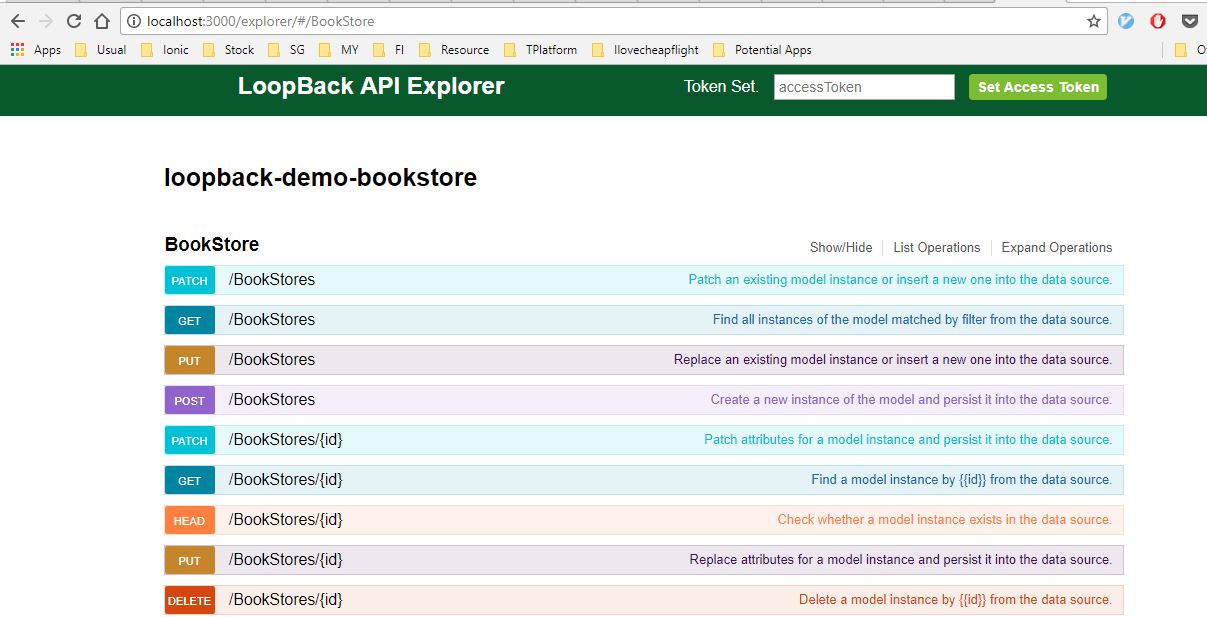 localhost:3000/explorer/#/BookStore
Apps Usual Ionic Stock SG MY FI Resource TPlatform Ilovecheapflight Potential Apps
LoopBack API Explorer Token Set. accessToken Set Access Token
loopback-demo-bookstore
BookStore Show/Hide List Operations Expand Operations
PATCH /BookStores Patch an existing model instance or insert a new one into the data source.
GET /BookStores Find all instances of the model matched by filter from the data source.
PUT /BookStores Replace an existing model instance or insert a new one into the data source.
POST /BookStores Create a new instance of the model and persist it into the data source.
PATCH /BookStores/{id} Patch attributes for a model instance and persist it into the data source.
GET /BookStores/{id} Find a model instance by {{id}} from the data source.
HEAD /BookStores/{id} Check whether a model instance exists in the data source.
PUT /BookStores/{id} Replace attributes for a model instance and persist it into the data source.
DELETE /BookStores/{id} Delete a model instance by {{id}} from the data source.